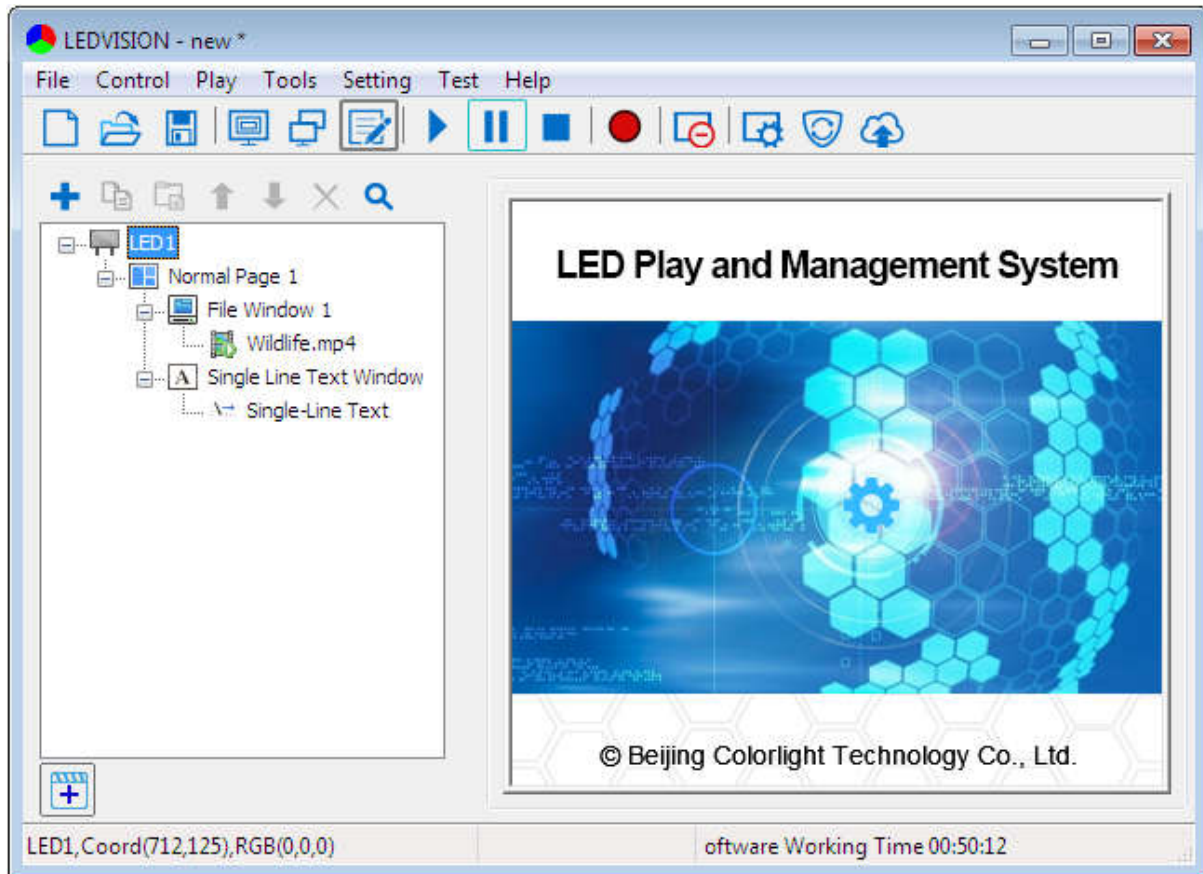 LEDVISION - new *
File Control Play Tools Setting Test Help
LED1
Normal Page 1
File Window 1
Wildlife.mp4
A Single Line Text Window
Single-Line Text
LED Play and Management System
© Beijing Colorlight Technology Co., Ltd.
LED1,Coord(712,125),RGB(0,0,0) oftware Working Time 00:50:12